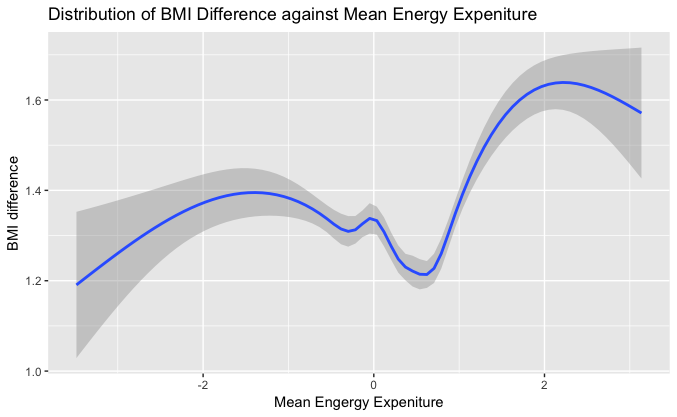 Distribution of BMI Difference against Mean Energy Expeniture
BMI difference
1.6
1.4
1.2
1.0
-2
0
2
Mean Engergy Expeniture